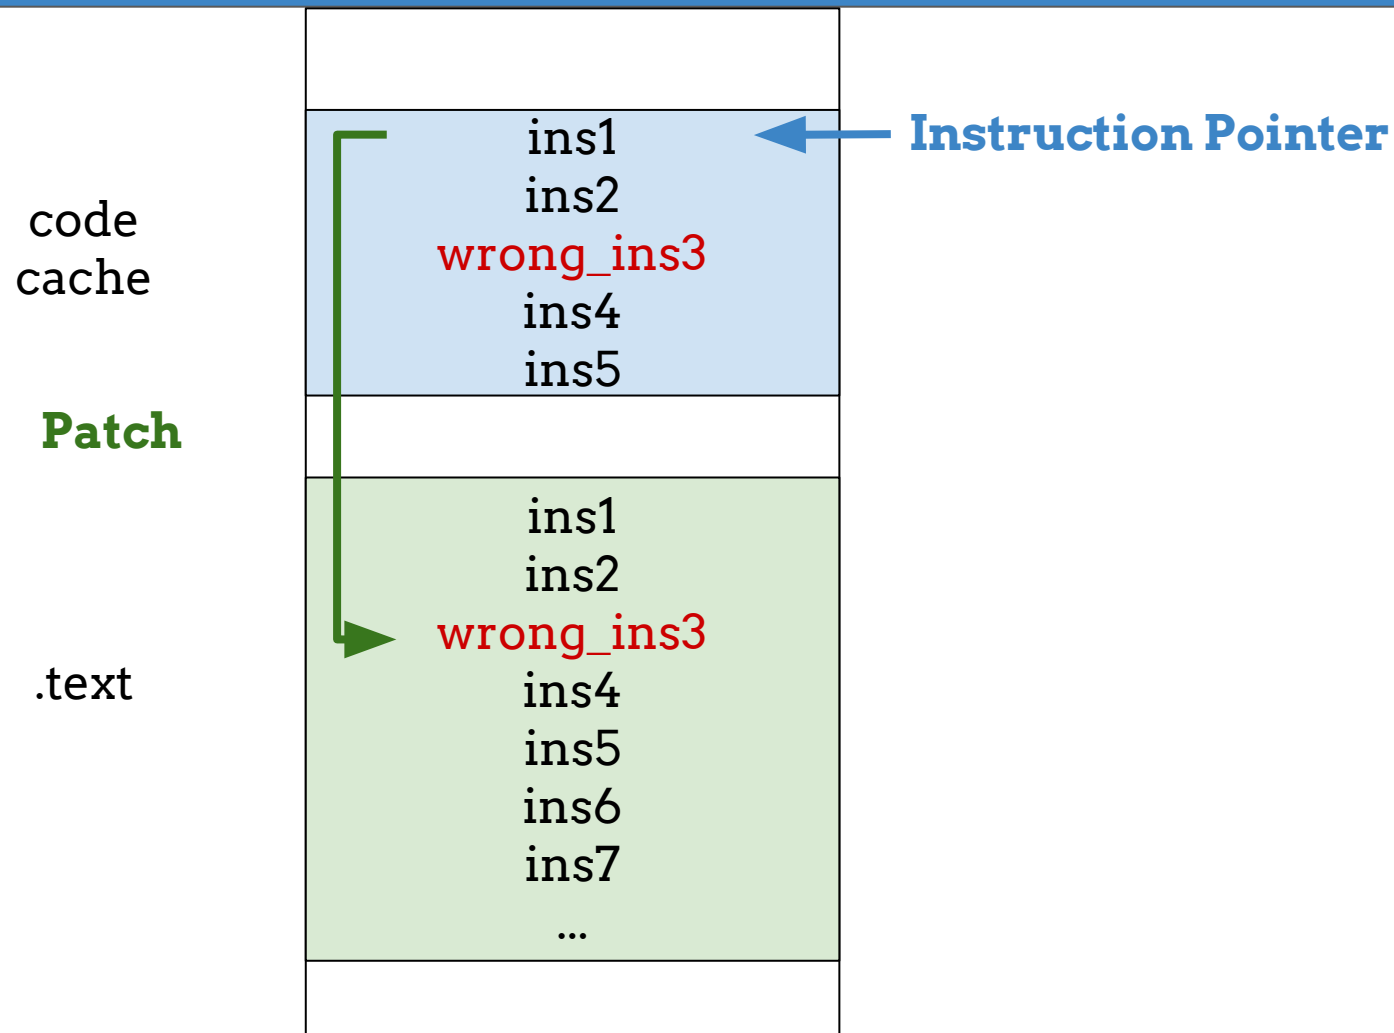 ins1
Instruction Pointer
ins2
code
cache
wrong_ins3
ins4
ins5
Patch
ins1
ins2
wrong_ins3
.text
ins4
ins5
ins6
ins7
...